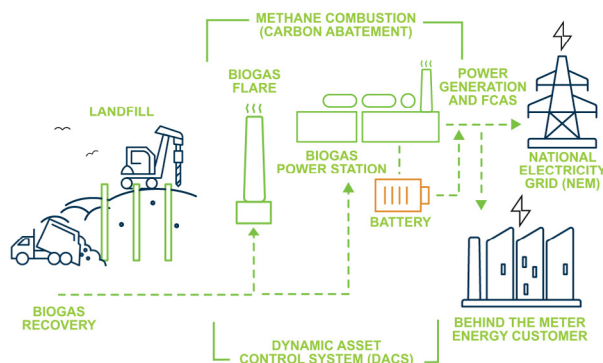 METHANE COMBUSTION
(CARBON ABATEMENT)
BIOGAS
FLARE
POWER
GENERATION
AND FCAS
LANDFILL
BIOGAS
POWER STATION
NATIONAL
ELECTRICITY
GRID (NEM)
BATTERY
BIOGAS
RECOVERY
BEHIND THE METER
ENERGY CUSTOMER
DYNAMIC ASSET
CONTROL SYSTEM (DACS)